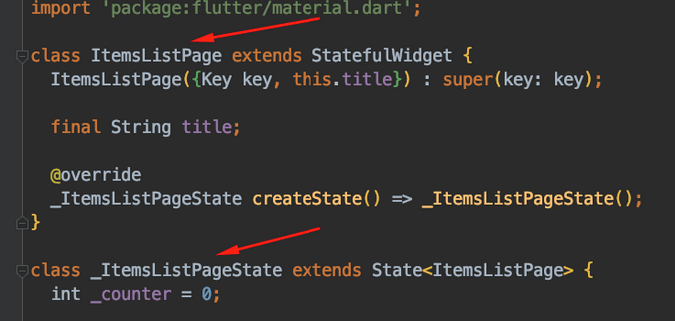 import 'package:flutter/material.dart';
class ItemsListPage extends StatefulWidget {
ItemsListPage({Key key, this.title}) : super(key: key);
final String title;
@override
_ItemsListPageState createState() => _ItemsListPageState();
}
class _ItemsListPageState extends State<ItemsListPage> {
int _counter = 0;